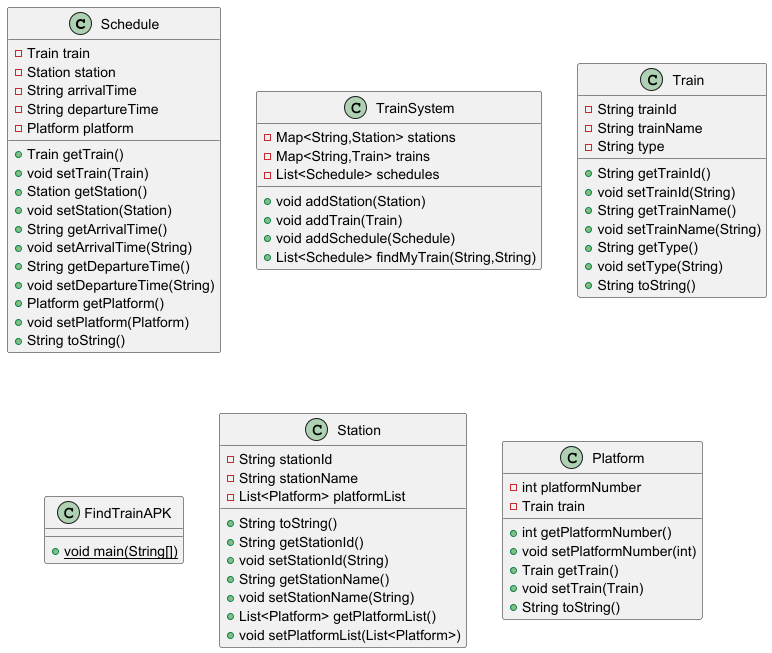 C Schedule
Train train
Station station
String arrivalTime
String departureTime
Platform platform
Train getTrain()
void setTrain(Train)
Station getStation()
void setStation(Station)
String getArrivalTime()
void setArrivalTime(String)
String getDepartureTime()
void setDepartureTime(String)
Platform getPlatform()
void setPlatform(Platform)
String toString()
C TrainSystem
Map<String,Station> stations
Map<String,Train> trains
List<Schedule> schedules
void addStation(Station)
void addTrain(Train)
void addSchedule(Schedule)
List<Schedule> findMyTrain(String,String)
C Train
String trainId
String trainName
String type
String getTrainId()
void setTrainId(String)
String getTrainName()
void setTrainName(String)
String getType()
void setType(String)
String toString()
C FindTrainAPK
void main(String[])
C Station
String stationId
String stationName
List<Platform> platformList
String toString()
String getStationId()
void setStationId(String)
String getStationName()
void setStationName(String)
List<Platform> getPlatformList()
void setPlatformList(List<Platform>)
C Platform
int platformNumber
Train train
int getPlatformNumber()
void setPlatformNumber(int)
Train getTrain()
void setTrain(Train)
String toString()